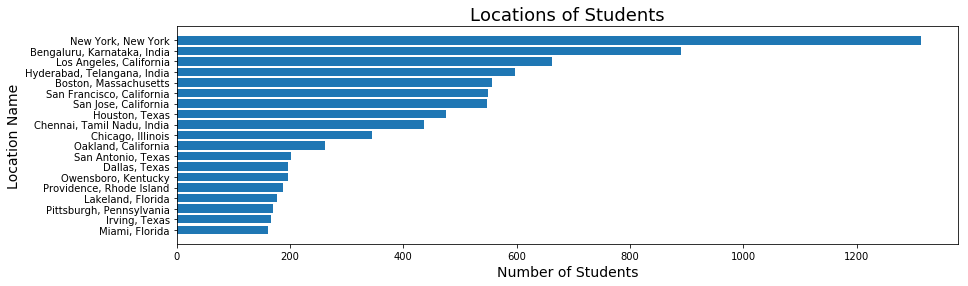 Locations of Students
Location Name
New York, New York
Bengaluru, Karnataka, India
Los Angeles, California
Hyderabad, Telangana, India
Boston, Massachusetts
San Francisco, California
San Jose, California
Houston, Texas
Chennai, Tamil Nadu, India
Chicago, Illinois
Oakland, California
San Antonio, Texas
Dallas, Texas
Owensboro, Kentucky
Providence, Rhode Island
Lakeland, Florida
Pittsburgh, Pennsylvania
Irving, Texas
Miami, Florida
0 200 400 600 800 1000 1200
Number of Students